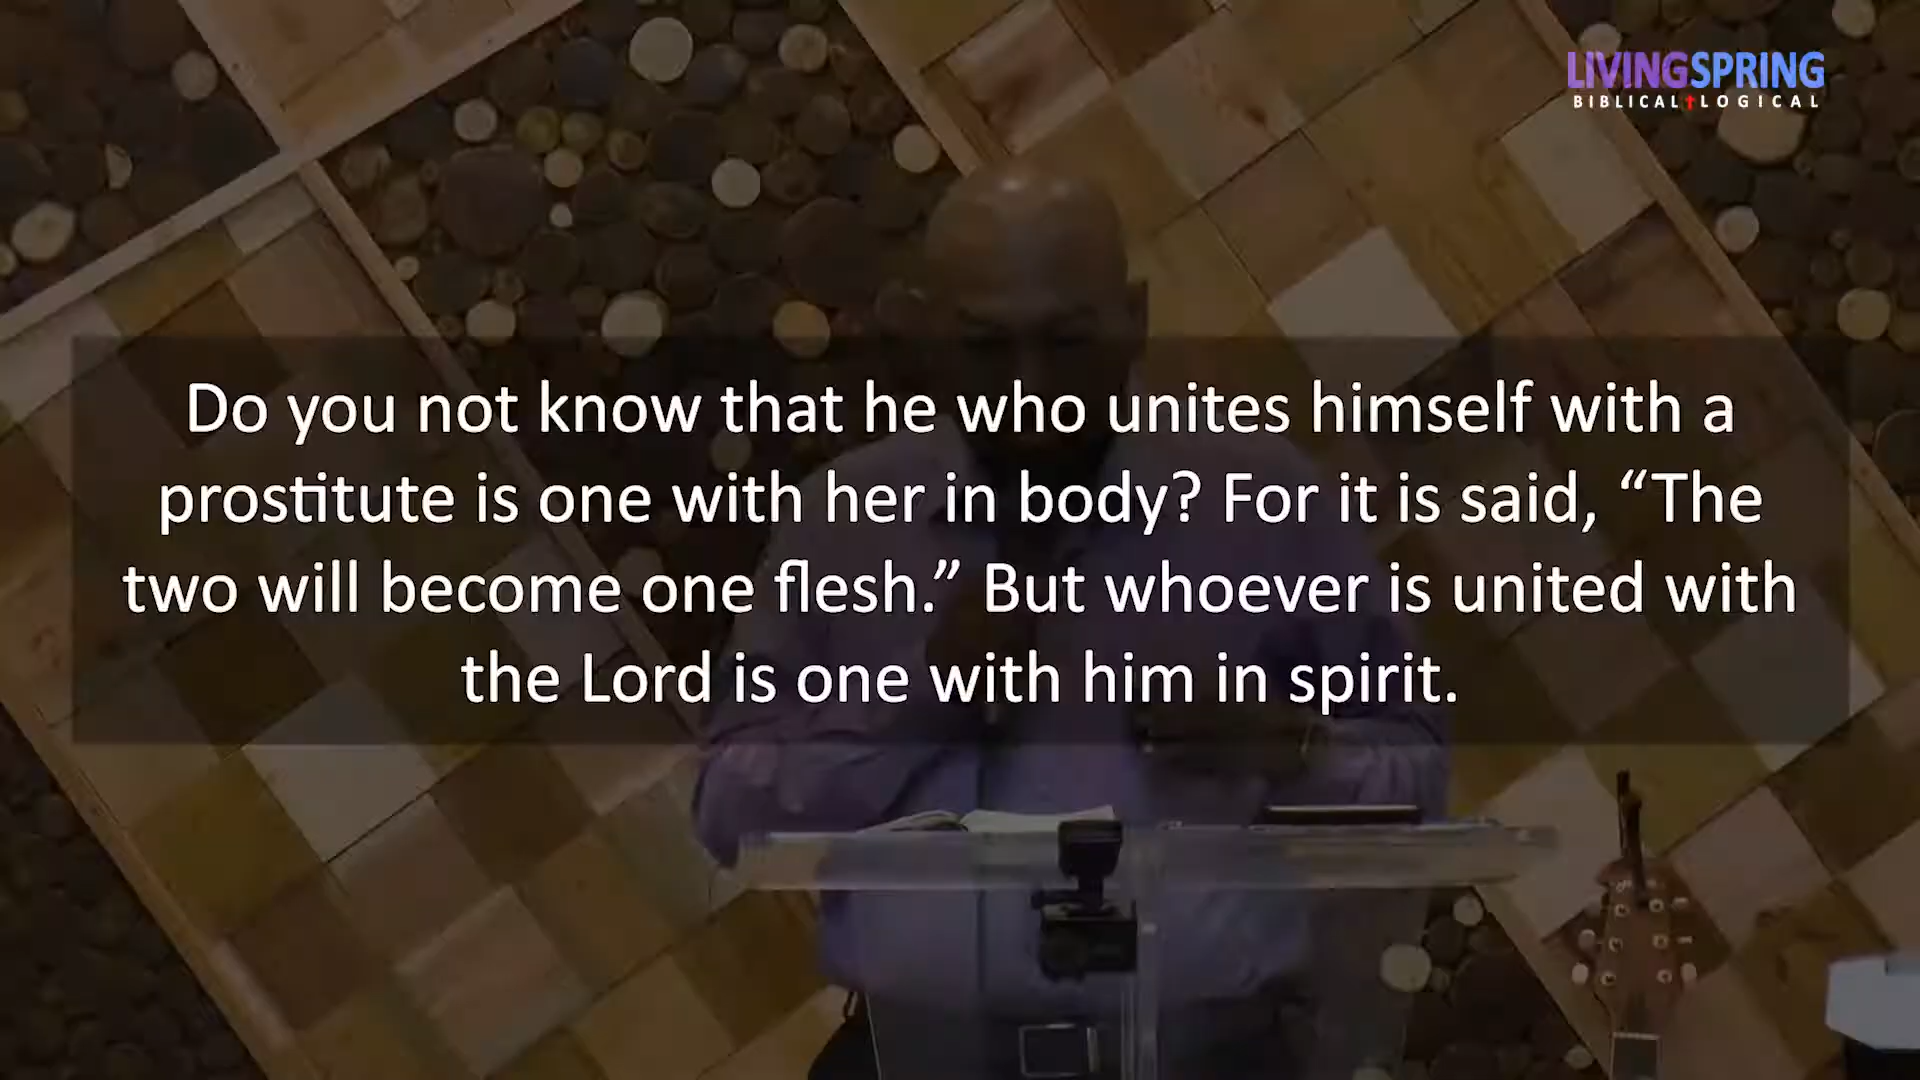 LIVINGSPRING
BIBLICAL LOGICAL
Do you not know that he who unites himself with a
prostitute is one with her in body? For it is said, “The
two will become one flesh.” But whoever is united with
the Lord is one with him in spirit.